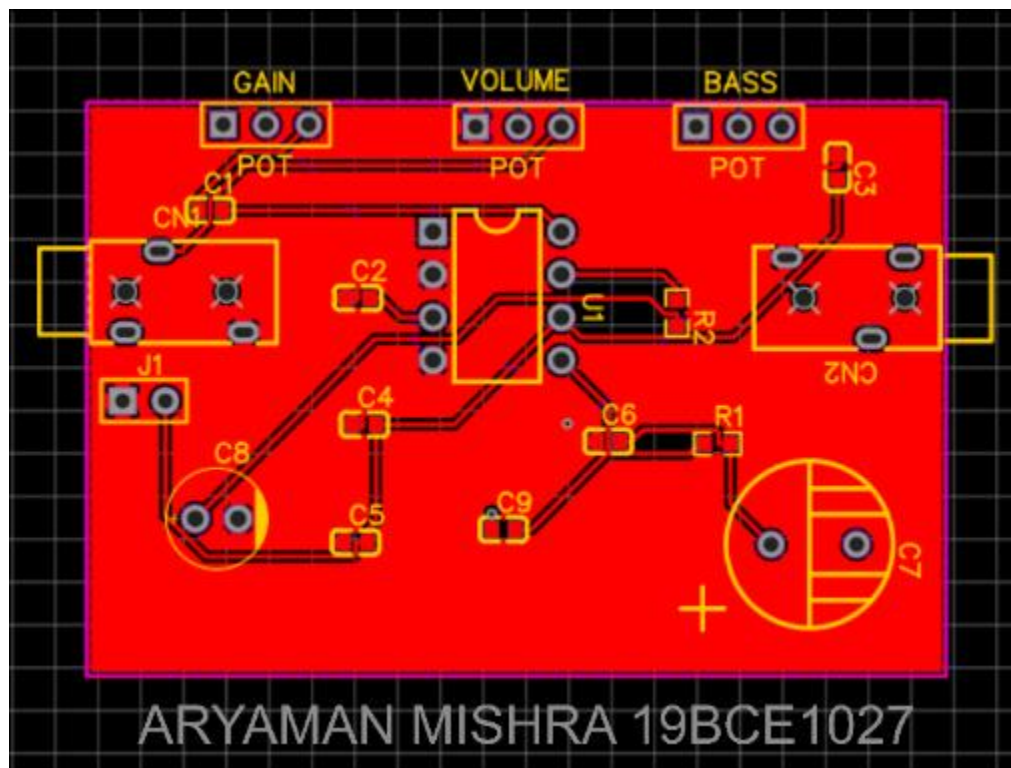 GAIN VOLUME BASS
POT POT POT
C1
C3
CN1
C2
U1
R2
J1
CN2
C4
C6 R1
C8
C5
C9
C7
ARYAMAN MISHRA 19BCE1027